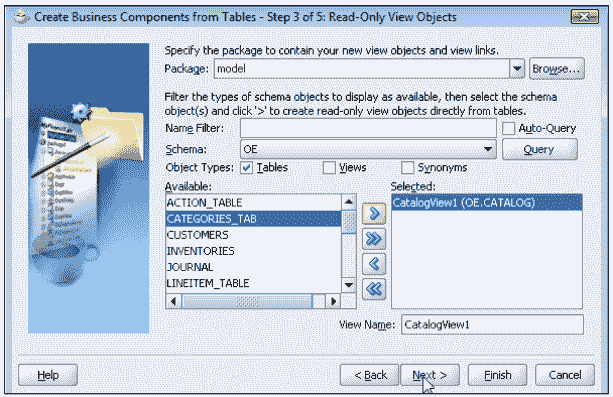 Create Business Components from Tables - Step 3 of 5: Read-Only View Objects
Specify the package to contain your new view objects and view links.
Package: model Browse...
Filter the types of schema objects to display as available, then select the schema
object(s) and click '>' to create read-only view objects directly from tables.
Name Filter: Auto-Query
Schema: OE Query
Object Types: Tables Views Synonyms
Available: Selected:
ACTION_TABLE CatalogView1 (OE.CATALOG)
CATEGORIES_TAB
CUSTOMERS
INVENTORIES
JOURNAL
LINEITEM_TABLE
View Name: CatalogView1
Help < Back Next > Finish Cancel